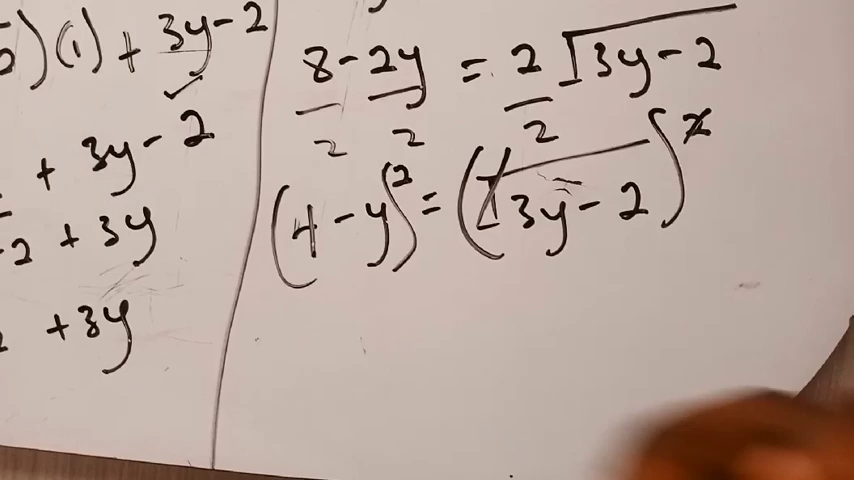 )(1) + 3y-2
+ 3y - 2
-2 + 3y
+3y
8 - 2y = 2√3y-2
2 2 2
(4-y)² = (√3y-2)²